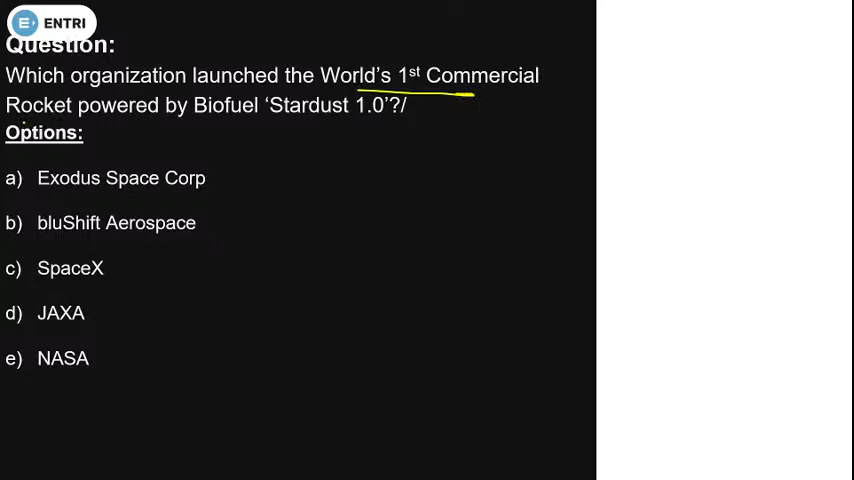 ENTRI
Question:
Which organization launched the World's 1st Commercial
Rocket powered by Biofuel ‘Stardust 1.0’?/
Options:
a) Exodus Space Corp
b) bluShift Aerospace
c) SpaceX
d) JAXA
e) NASA